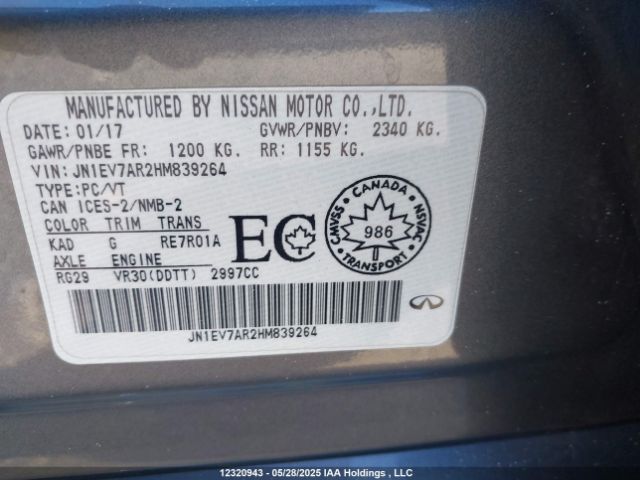 MANUFACTURED BY NISSAN MOTOR CO.,LTD.
DATE: 01/17 GVWR/PNBV: 2340 KG.
GAWR/PNBE FR: 1200 KG. RR: 1155 KG.
VIN: JN1EV7AR2HM839264
TYPE:PC/VT
CAN ICES-2/NMB-2
COLOR TRIM TRANS
KAD G RE7R01A
AXLE ENGINE
RG29 VR30(DDTT) 2997CC
EC
CANADA
CMVSS NSVAC
986
TRANSPORT
JN1EV7AR2HM839264
12320943 - 05/28/2025 IAA Holdings , LLC